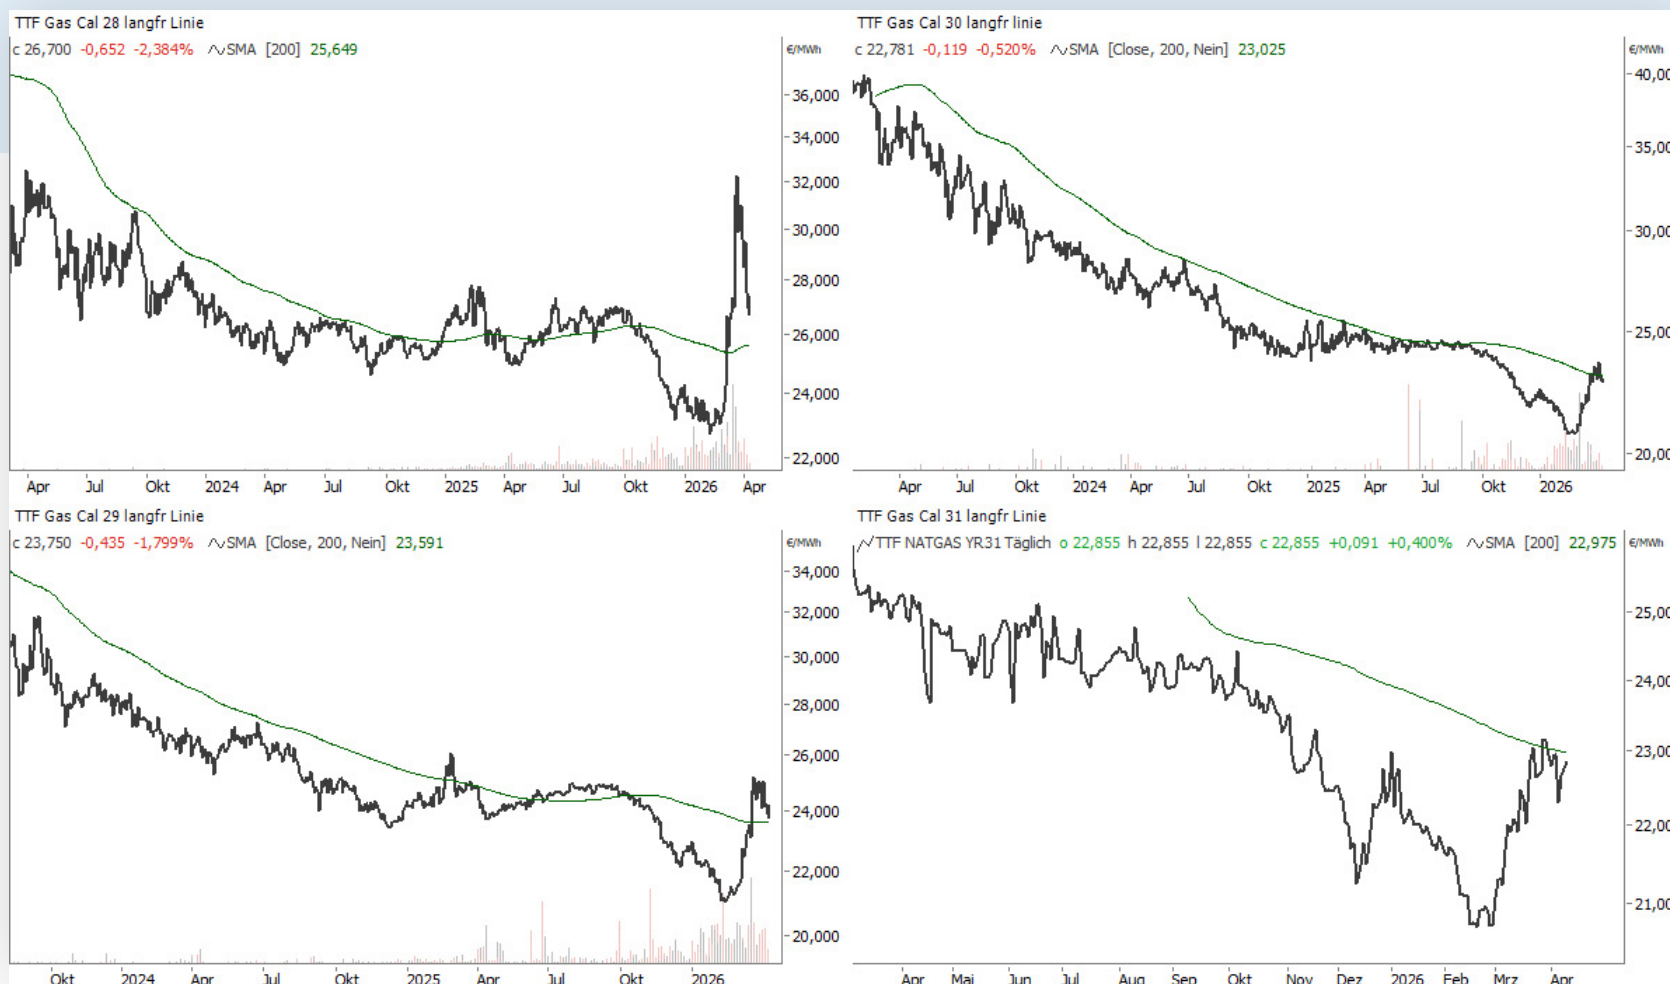 TTF Gas Cal 28 langfr Linie
c 26,700 -0,652 -2,384% SMA [200] 25,649
€/MWh
36,000
34,000
32,000
30,000
28,000
26,000
24,000
22,000
Apr Jul Okt 2024 Apr Jul Okt 2025 Apr Jul Okt 2026 Apr
TTF Gas Cal 30 langfr linie
c 22,781 -0,119 -0,520% SMA [Close, 200, Nein] 23,025
€/MWh
40,00
35,00
30,00
25,00
20,00
Apr Jul Okt 2024 Apr Jul Okt 2025 Apr Jul Okt 2026
TTF Gas Cal 29 langfr Linie
c 23,750 -0,435 -1,799% SMA [Close, 200, Nein] 23,591
€/MWh
34,000
32,000
30,000
28,000
26,000
24,000
22,000
20,000
Okt 2024 Apr Jul Okt 2025 Apr Jul Okt 2026
TTF Gas Cal 31 langfr Linie
TTF NATGAS YR31 Täglich o 22,855 h 22,855 l 22,855 c 22,855 +0,091 +0,400% SMA [200] 22,975
€/MWh
25,00
24,00
23,00
22,00
21,00
Apr Mai Jun Jul Aug Sep Okt Nov Dez 2026 Feb Mrz Apr